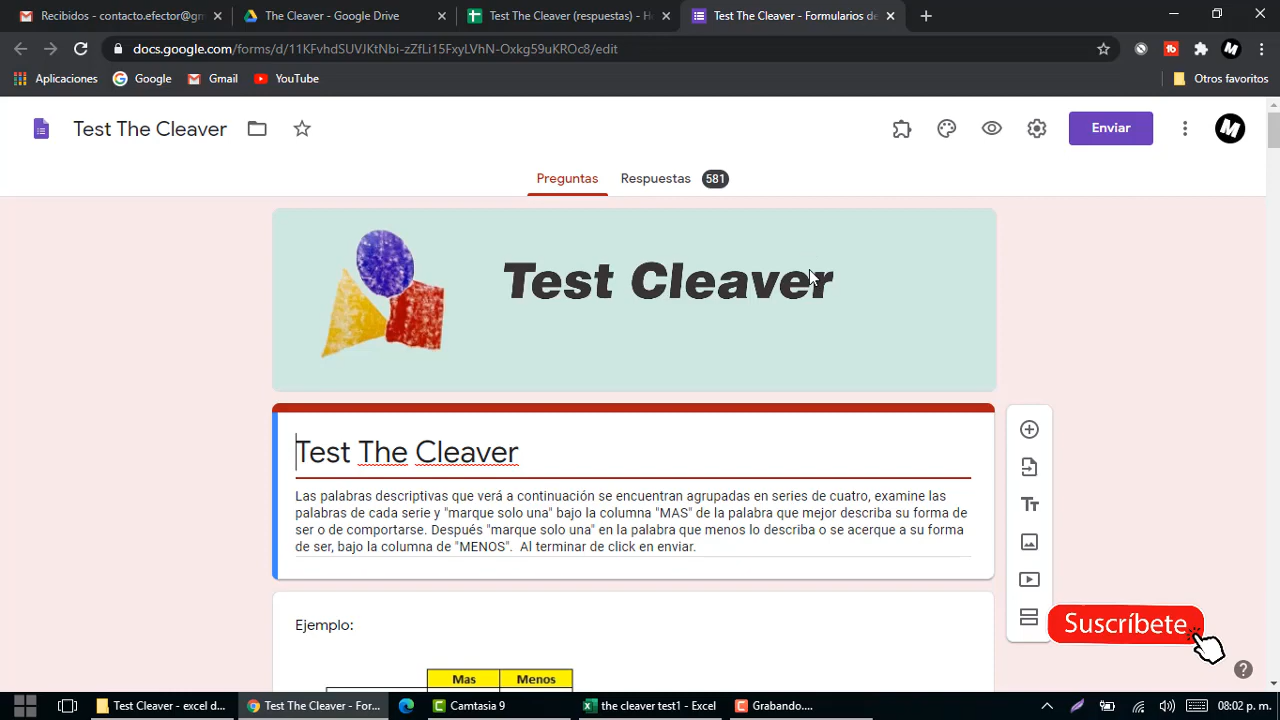 Recibidos - contacto.efector@gm
The Cleaver - Google Drive
Test The Cleaver (respuestas) - H
Test The Cleaver - Formularios de
docs.google.com/forms/d/11KFvhdSUVJKtNbi-zZfLi15FxyLVhN-Oxkg59uKROc8/edit
Aplicaciones
Google
Gmail
YouTube
Otros favoritos
Test The Cleaver
Enviar
Preguntas
Respuestas
581
Test Cleaver
Test The Cleaver
Las palabras descriptivas que verá a continuación se encuentran agrupadas en series de cuatro, examine las
palabras de cada serie y "marque solo una" bajo la columna "MAS" de la palabra que mejor describa su forma de
ser o de comportarse. Después "marque solo una" en la palabra que menos lo describa o se acerque a su forma
de ser, bajo la columna de "MENOS".  Al terminar de click en enviar.
Suscríbete
Ejemplo:
Mas
Menos
Test Cleaver - excel d...
Test The Cleaver - For...
Camtasia 9
the cleaver test1 - Excel
Grabando....
08:02 p. m.